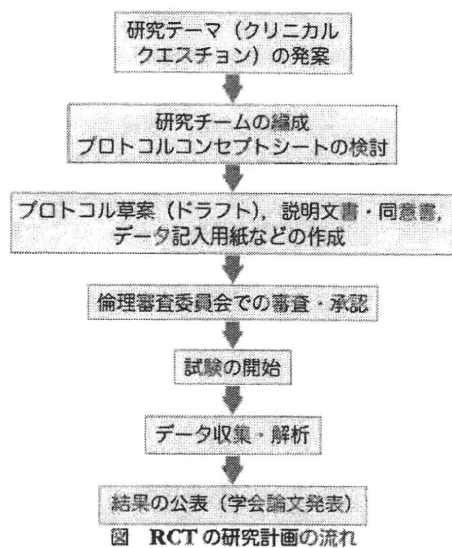 研究テーマ（クリニカル
クエスチョン）の発案
研究チームの編成
プロトコルコンセプトシートの検討
プロトコル草案（ドラフト），説明文書・同意書，
データ記入用紙などの作成
倫理審査委員会での審査・承認
試験の開始
データ収集・解析
結果の公表（学会論文発表）
図　RCTの研究計画の流れ